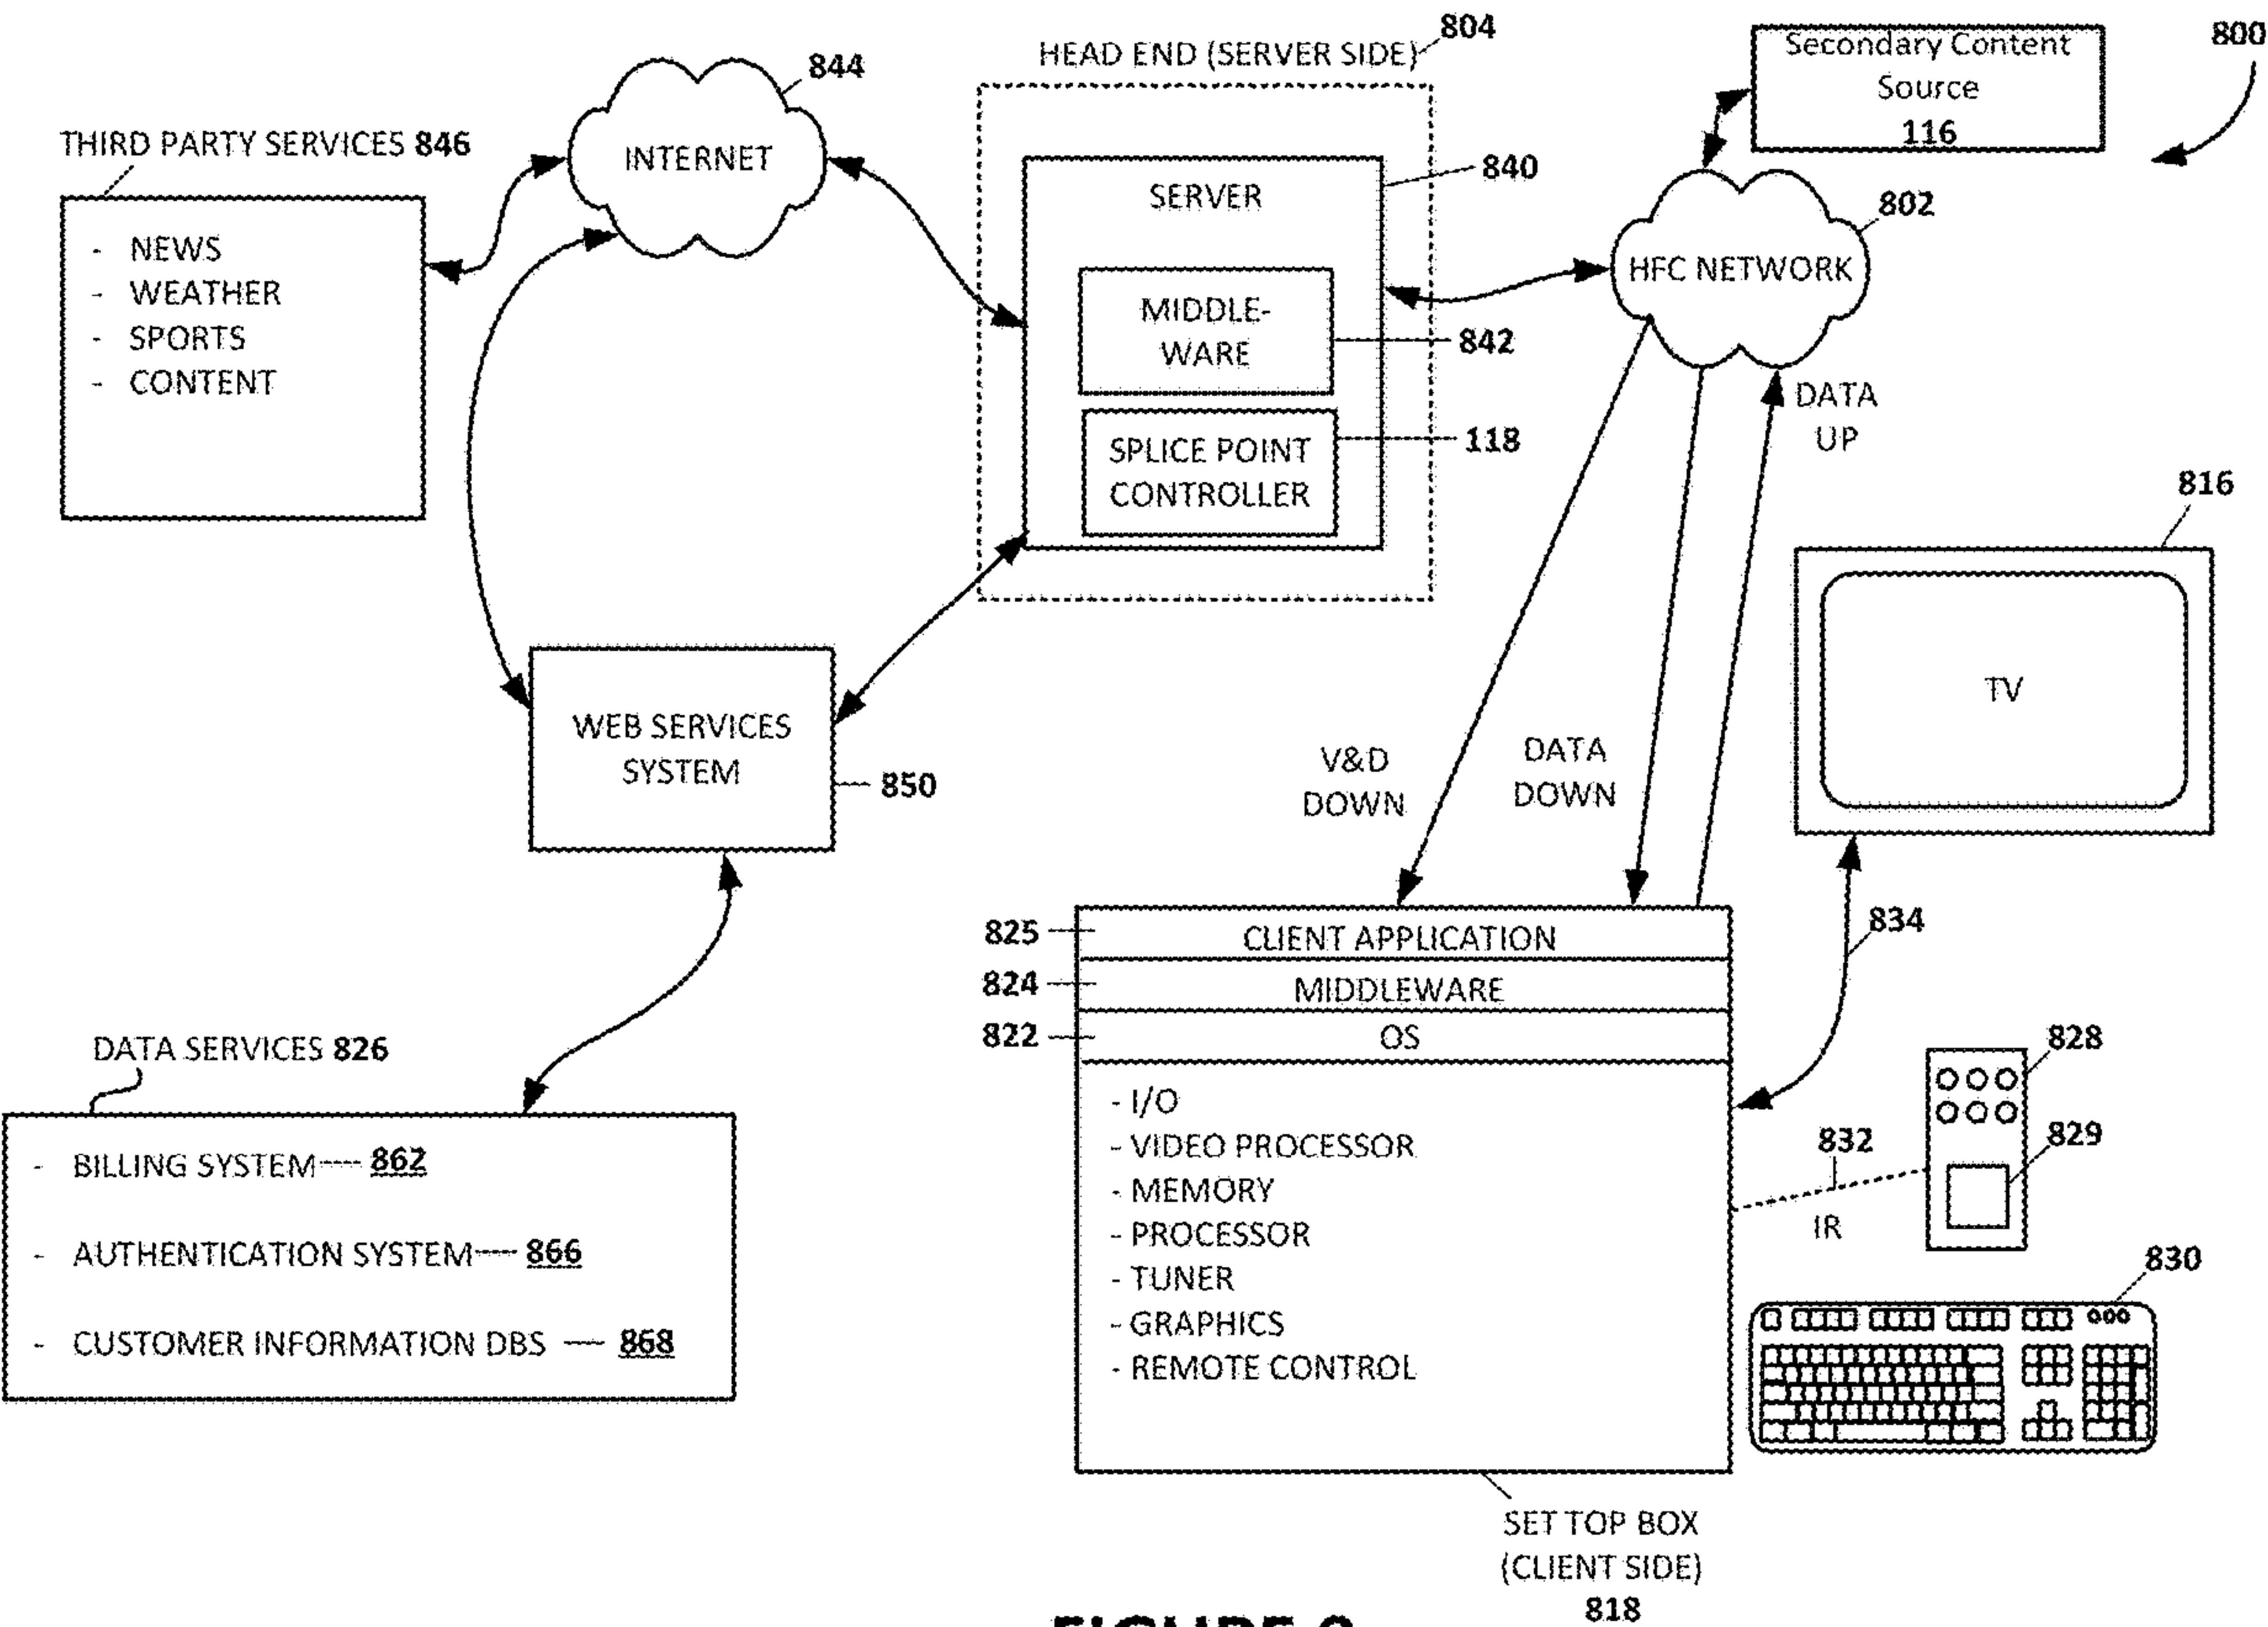 804
HEAD END (SERVER SIDE)
Secondary Content
Source
116
800
844
INTERNET
THIRD PARTY SERVICES 846
- NEWS
- WEATHER
- SPORTS
- CONTENT
SERVER
840
MIDDLE-
WARE
842
SPLICE POINT
CONTROLLER
118
802
HFC NETWORK
DATA
UP
816
TV
WEB SERVICES
SYSTEM
850
V&D
DOWN
DATA
DOWN
834
825
CLIENT APPLICATION
824
MIDDLEWARE
822
OS
- I/O
- VIDEO PROCESSOR
- MEMORY
- PROCESSOR
- TUNER
- GRAPHICS
- REMOTE CONTROL
828
829
832
IR
830
DATA SERVICES 826
- BILLING SYSTEM 862
- AUTHENTICATION SYSTEM 866
- CUSTOMER INFORMATION DBS 868
SET TOP BOX
(CLIENT SIDE)
818
FIGURE